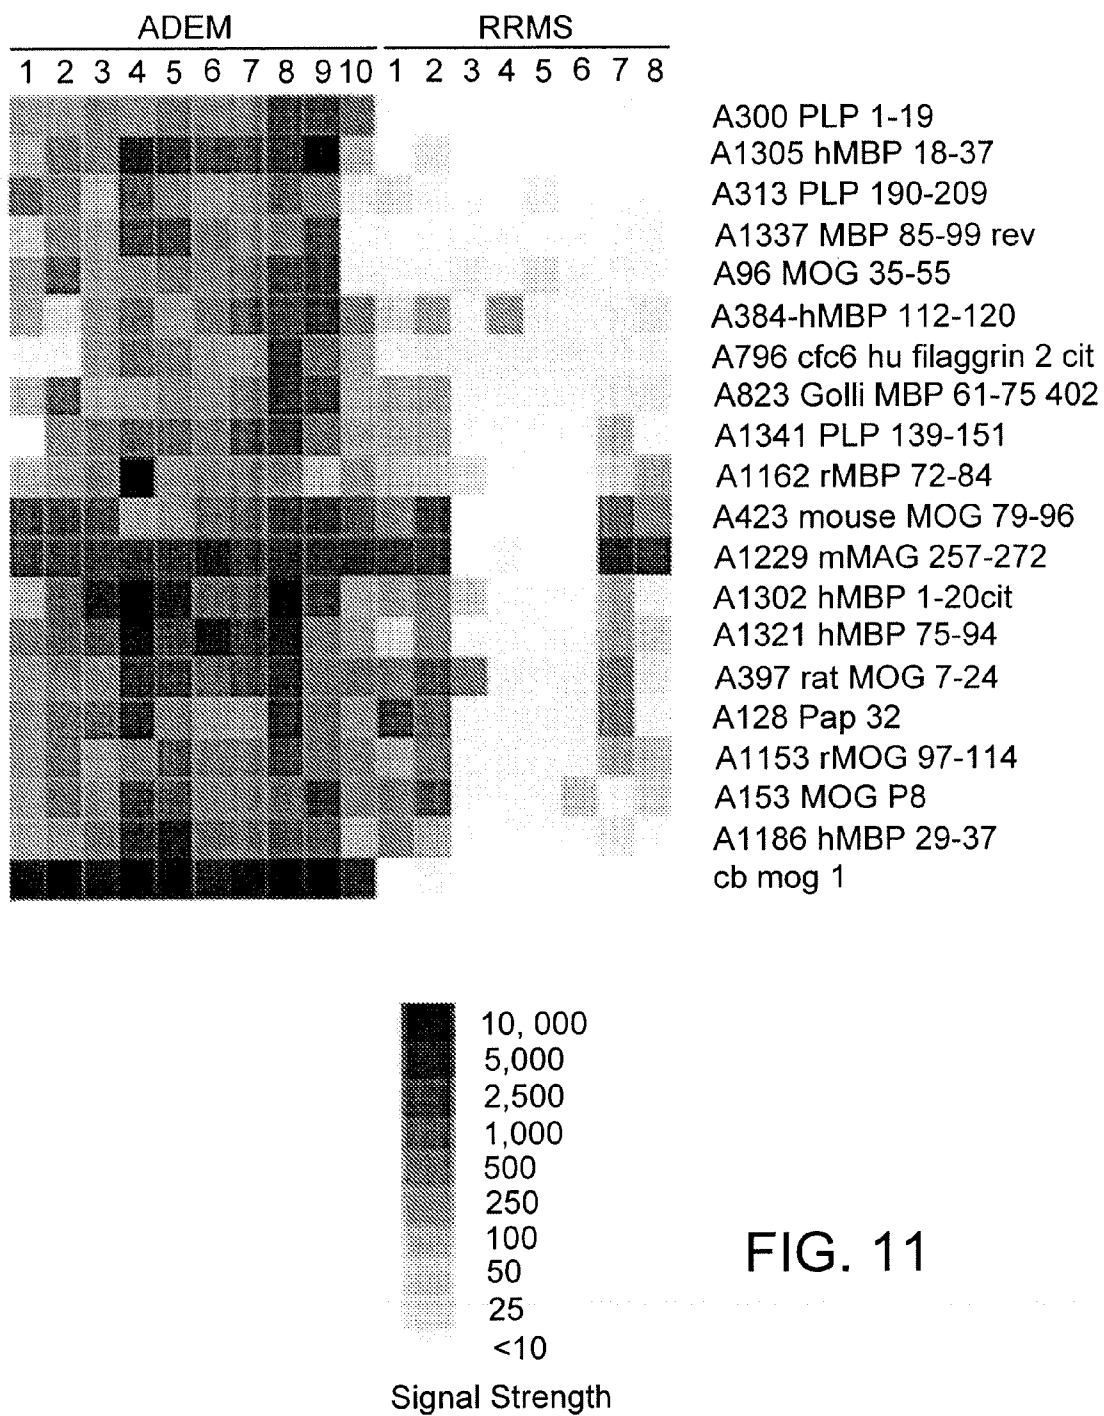 ADEM RRMS
1 2 3 4 5 6 7 8 9 10 1 2 3 4 5 6 7 8
A300 PLP 1-19
A1305 hMBP 18-37
A313 PLP 190-209
A1337 MBP 85-99 rev
A96 MOG 35-55
A384-hMBP 112-120
A796 cfc6 hu filaggrin 2 cit
A823 Golli MBP 61-75 402
A1341 PLP 139-151
A1162 rMBP 72-84
A423 mouse MOG 79-96
A1229 mMAG 257-272
A1302 hMBP 1-20cit
A1321 hMBP 75-94
A397 rat MOG 7-24
A128 Pap 32
A1153 rMOG 97-114
A153 MOG P8
A1186 hMBP 29-37
cb mog 1
10, 000
5,000
2,500
1,000
500
250
100
50
25
<10
Signal Strength
FIG. 11